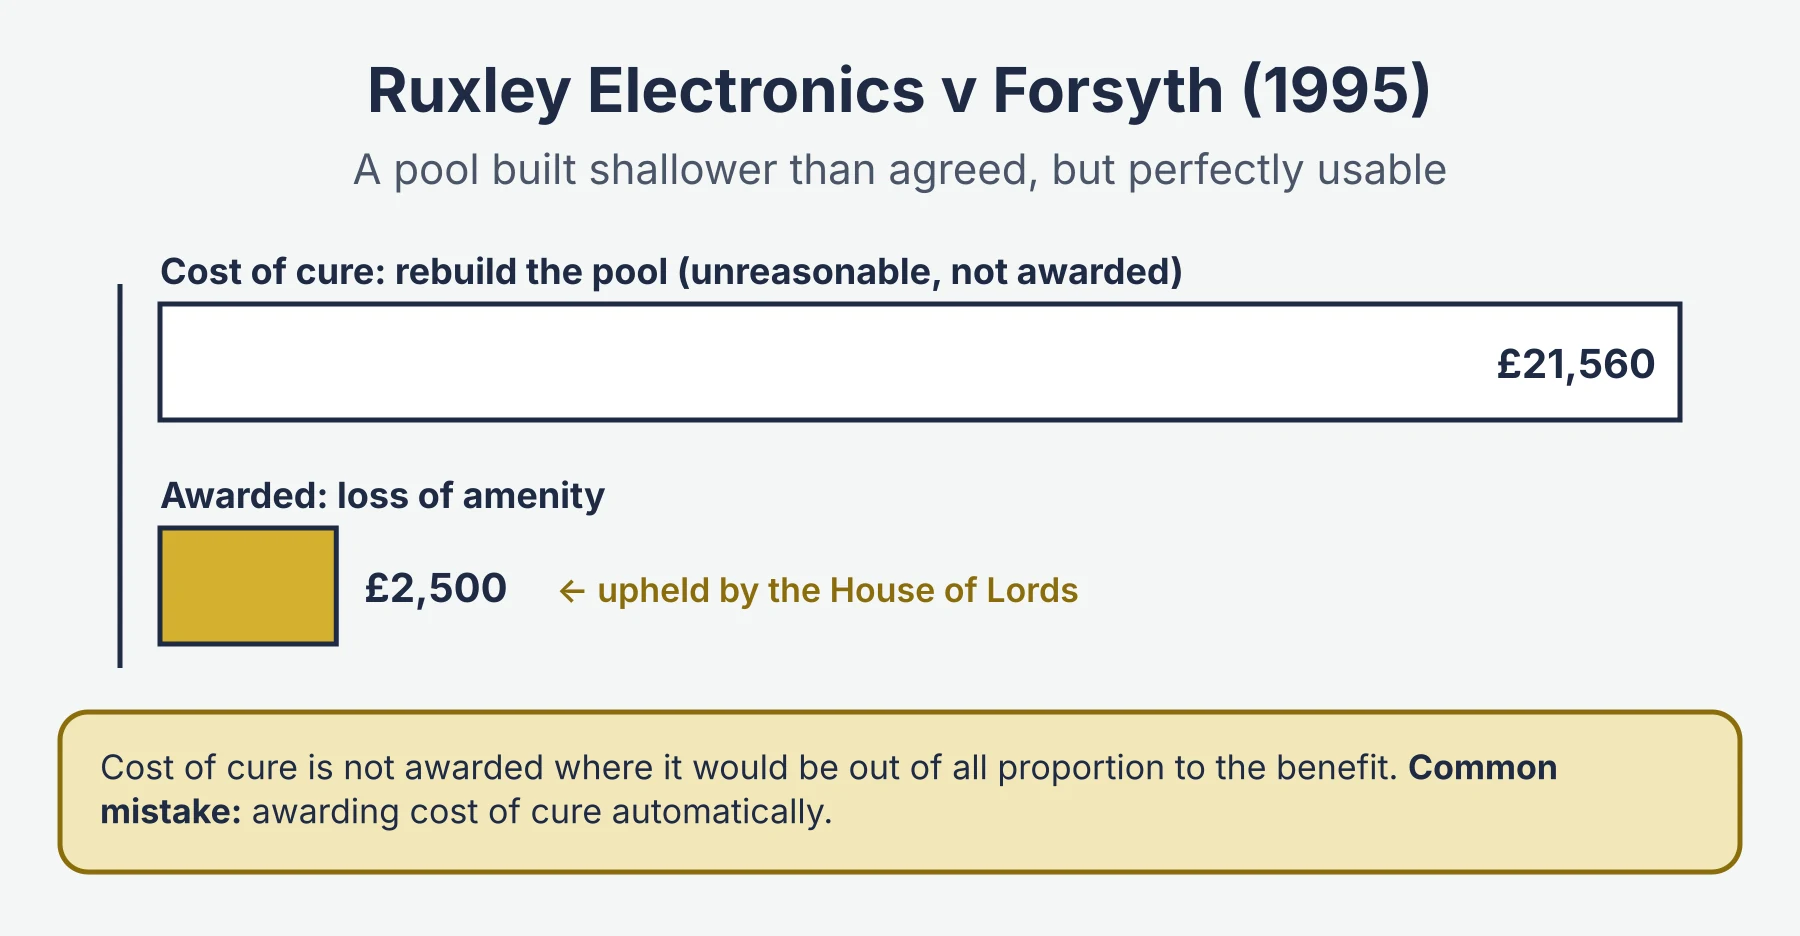 Ruxley Electronics v Forsyth (1995)
A pool built shallower than agreed, but perfectly usable
Cost of cure: rebuild the pool (unreasonable, not awarded)
£21,560
Awarded: loss of amenity
£2,500 ← upheld by the House of Lords
Cost of cure is not awarded where it would be out of all proportion to the benefit. Common
mistake: awarding cost of cure automatically.